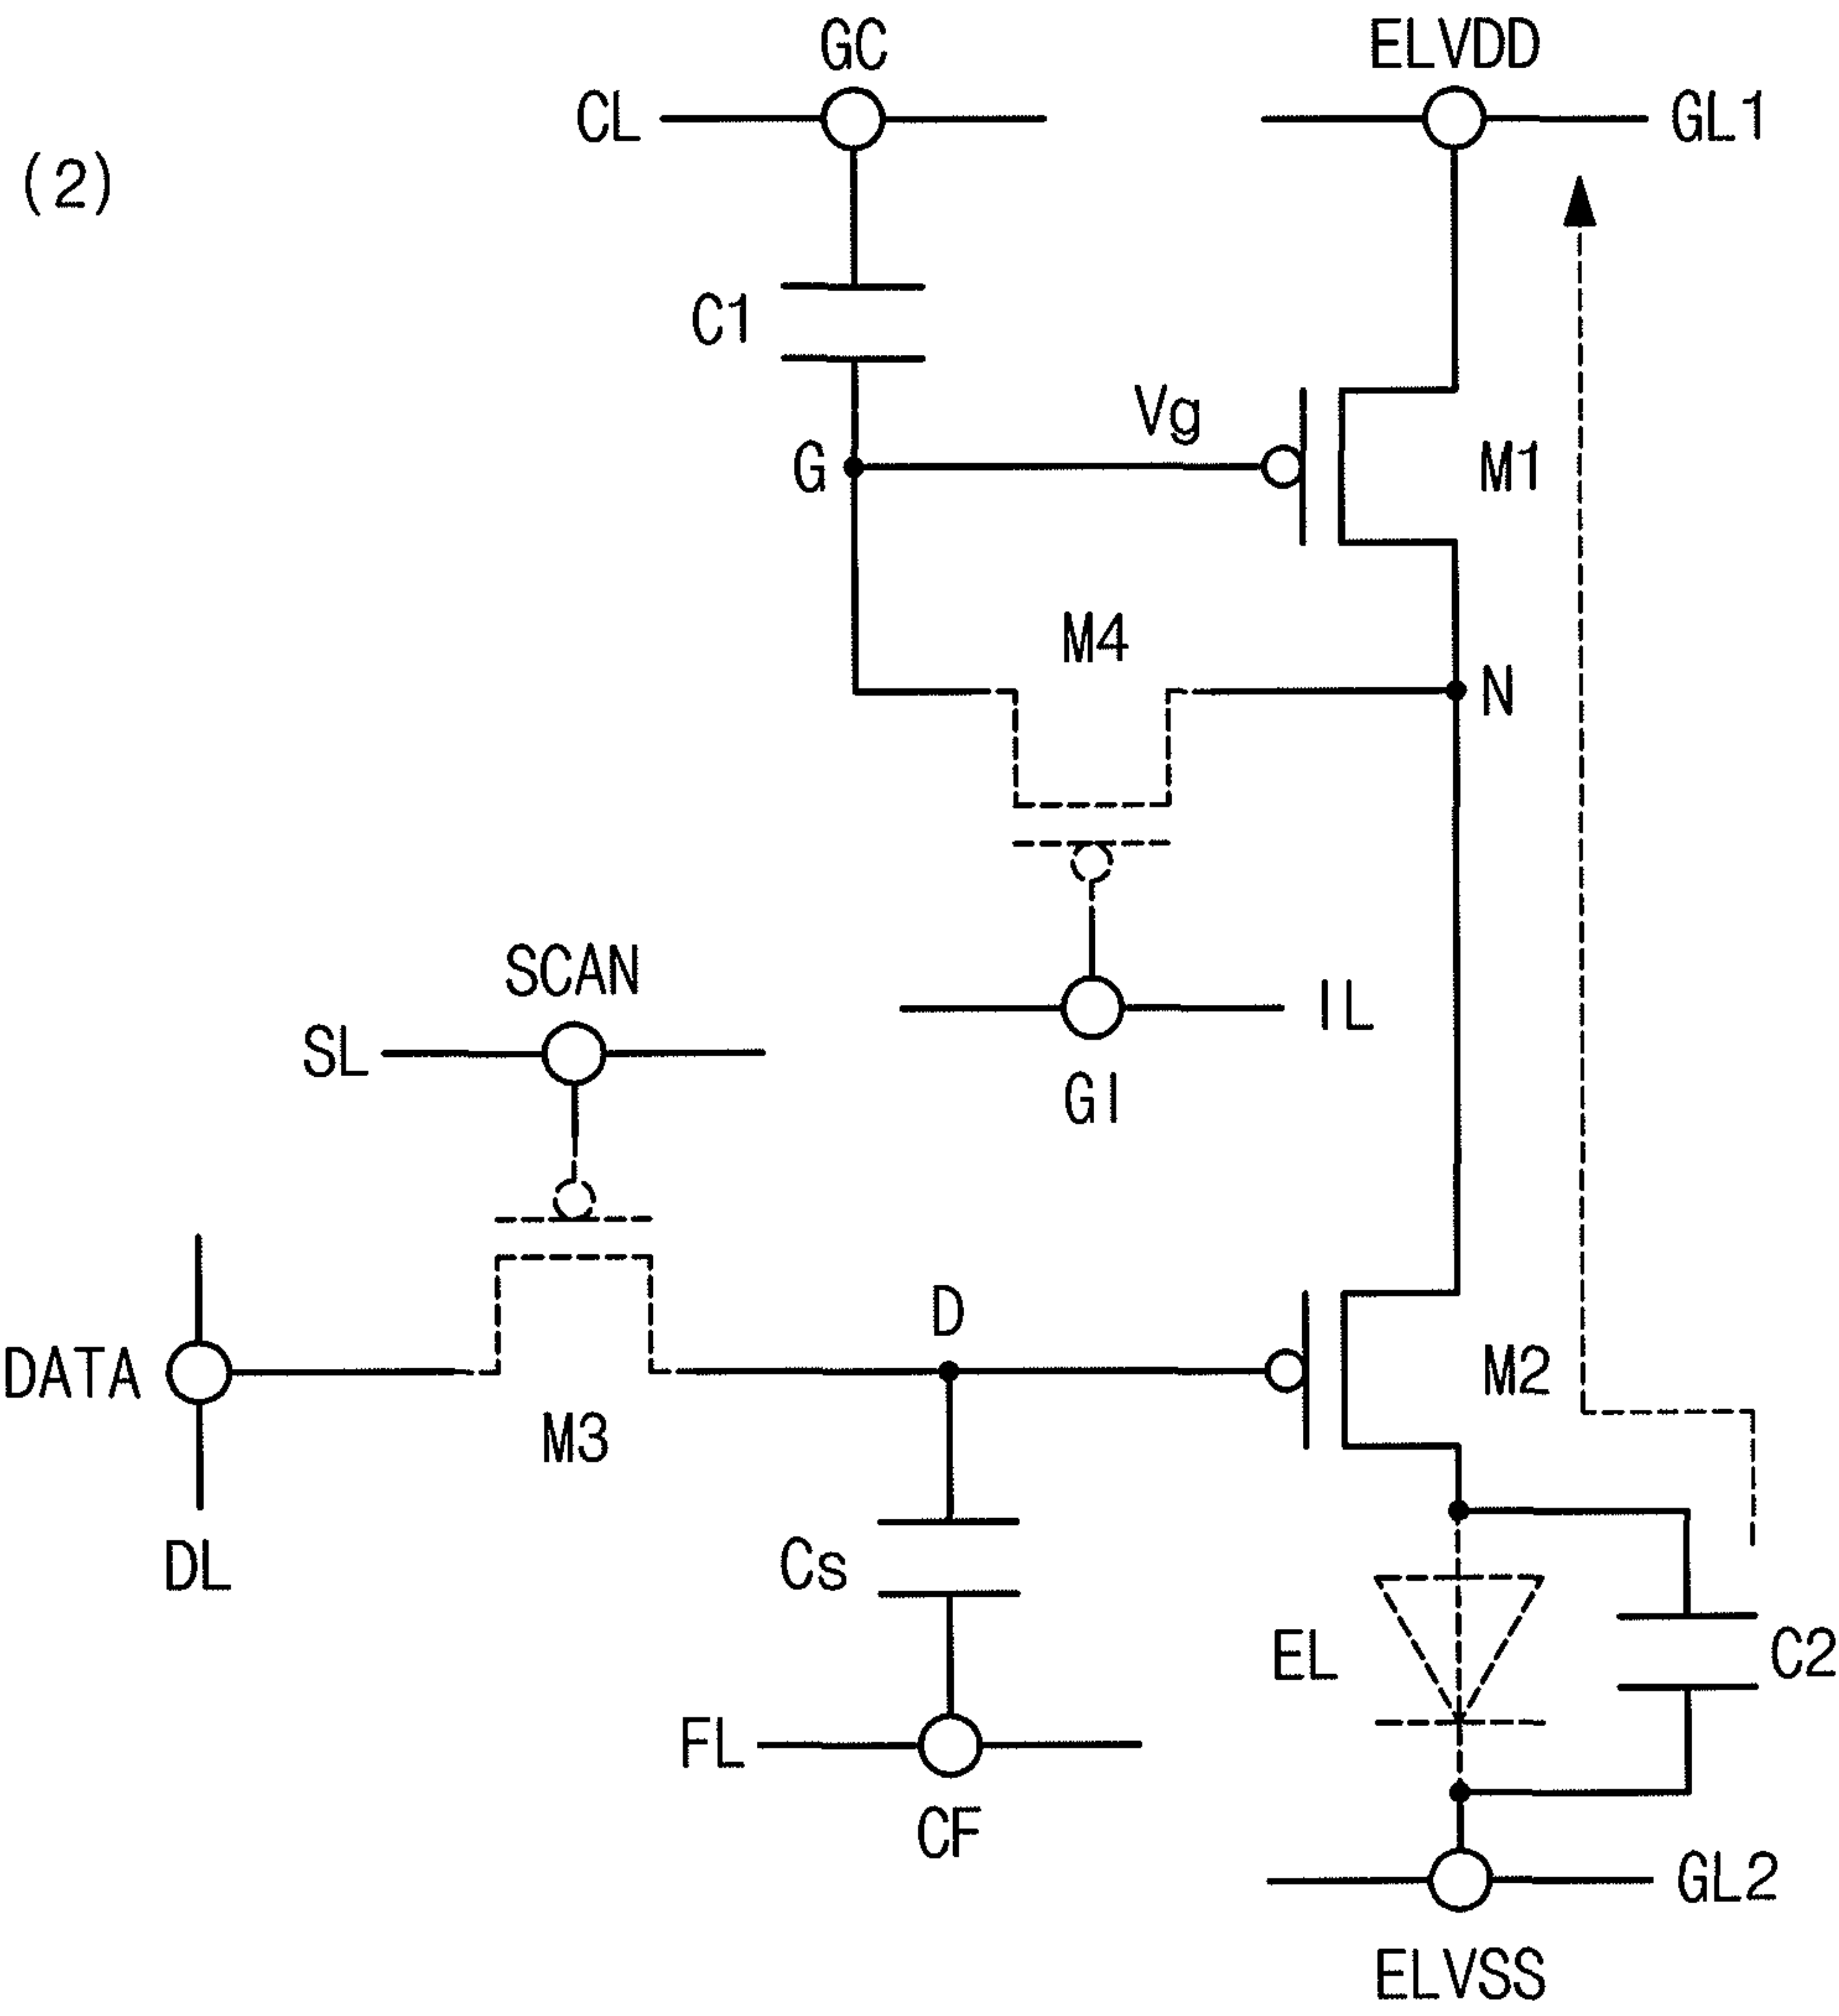 GC
ELVDD
CL
GL1
(2)
C1
Vg
G
M1
M4
N
SCAN
SL
IL
GI
D
DATA
M2
M3
DL
Cs
EL
C2
FL
CF
GL2
ELVSS